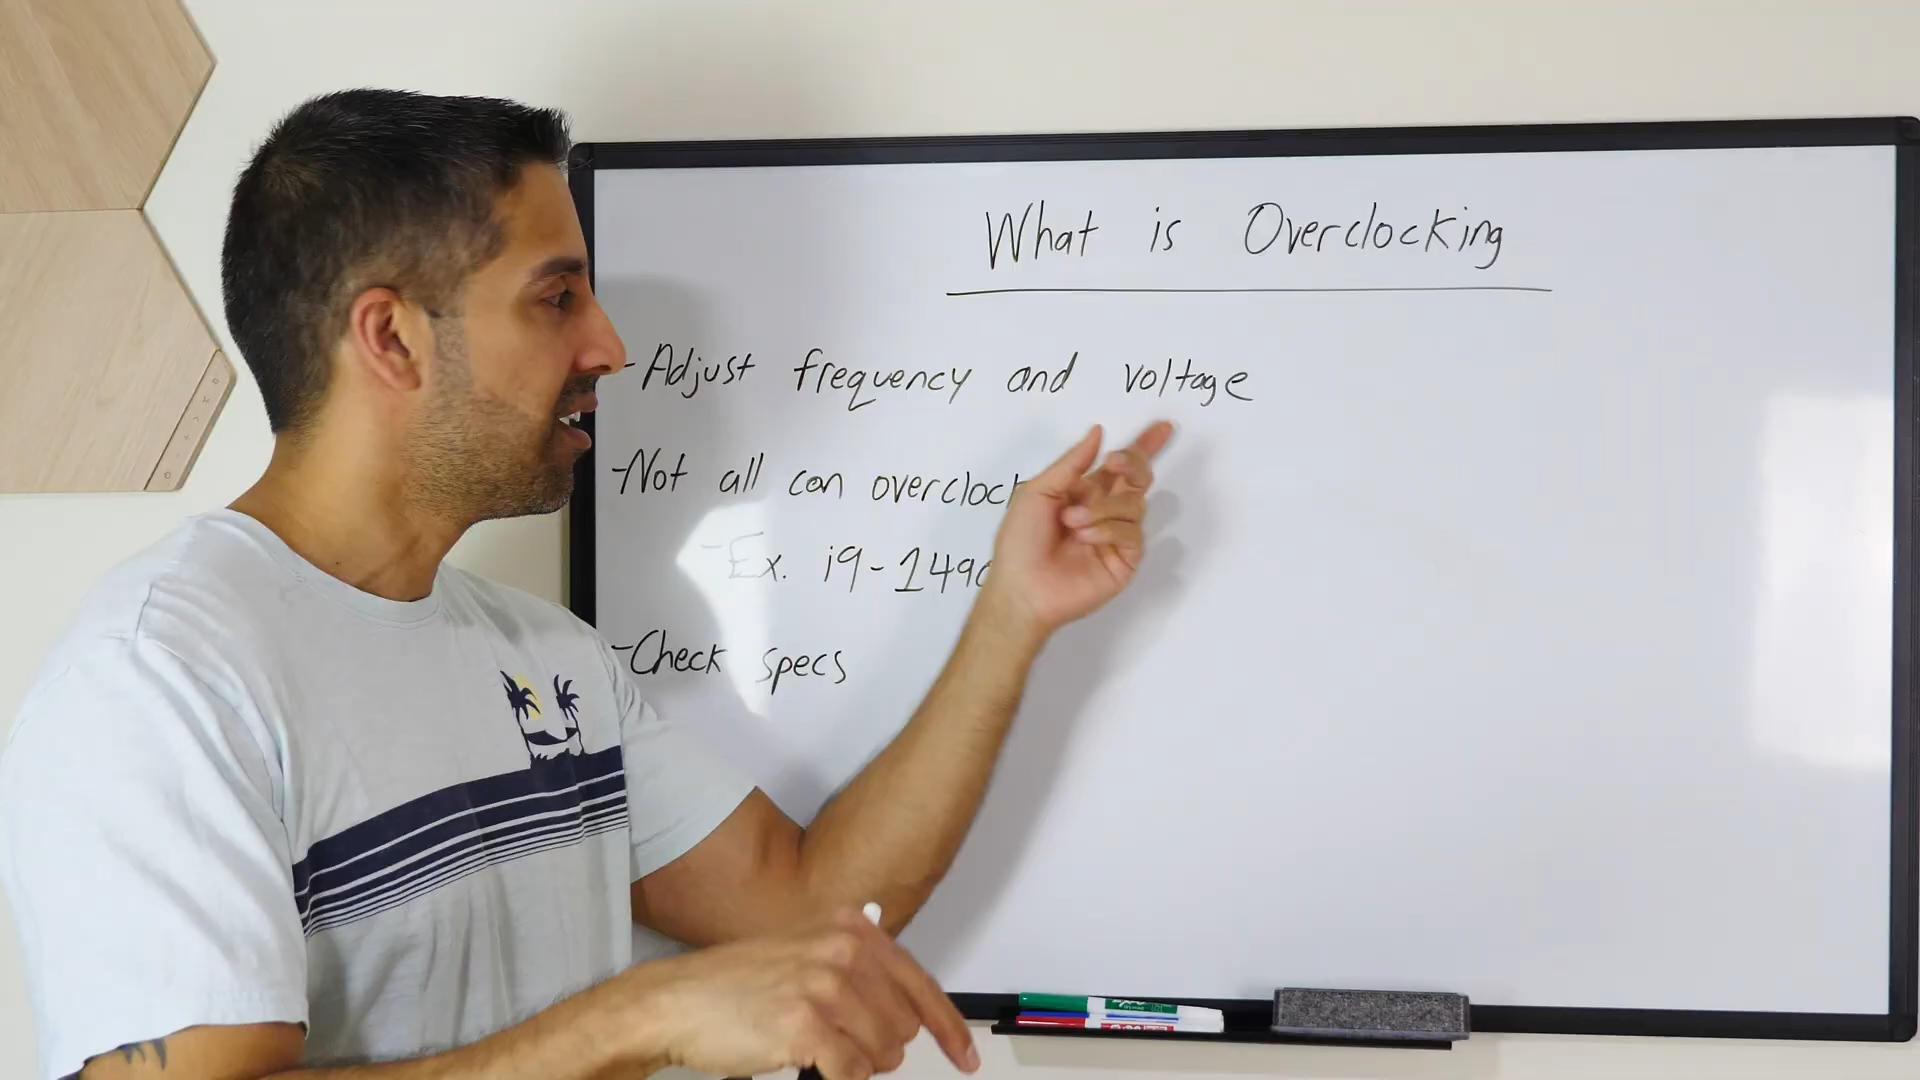 What is Overclocking
-Adjust frequency and voltage
-Not all can overclock
-Ex. i9-1490
-Check specs